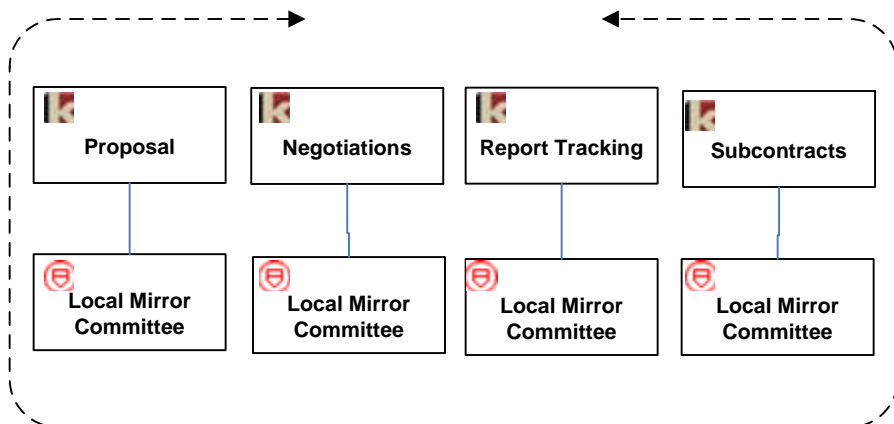 Proposal
Negotiations
Report Tracking
Subcontracts
Local Mirror
Committee
Local Mirror
Committee
Local Mirror
Committee
Local Mirror
Committee